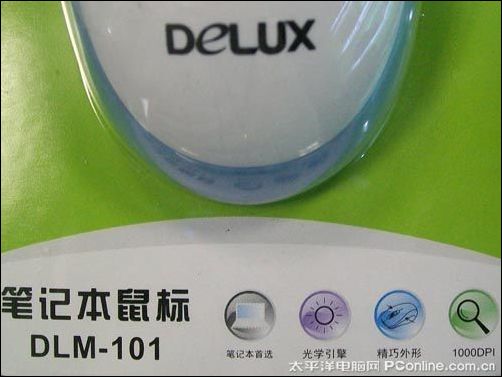 DeLUX
笔记本鼠标
DLM-101
笔记本首选
光学引擎
精巧外形
1000DPI
太平洋电脑网 PConline.com.cn